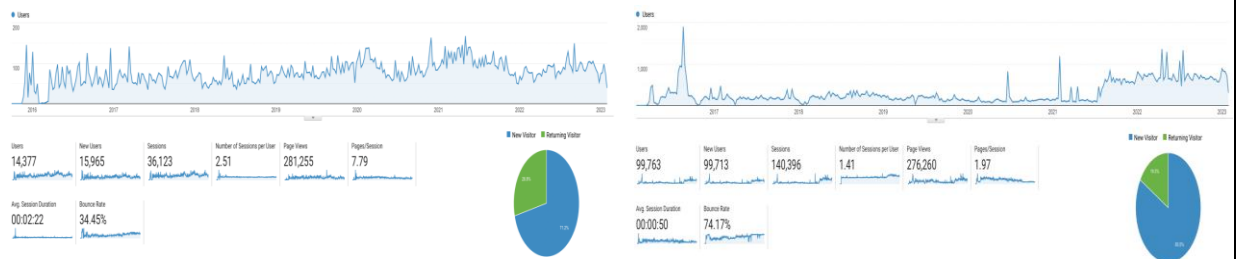 Users
200
100
2016 2017 2018 2019 2020 2021 2022 2023
New Visitor Returning Visitor
Users New Users Sessions Number of Sessions per User Page Views Pages/Session
14,377 15,965 36,123 2.51 281,255 7.79
Avg. Session Duration Bounce Rate
00:02:22 34.45%
Users
2,000
1,000
2017 2018 2019 2020 2021 2022 2023
New Visitor Returning Visitor
Users New Users Sessions Number of Sessions per User Page Views Pages/Session
99,763 99,713 140,396 1.41 276,260 1.97
Avg. Session Duration Bounce Rate
00:00:50 74.17%